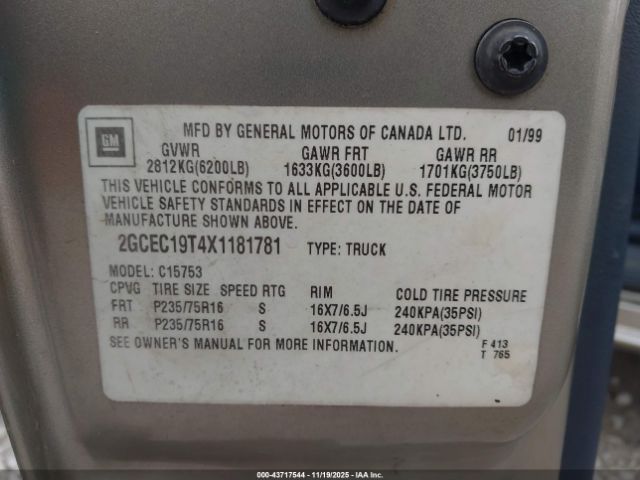 MFD BY GENERAL MOTORS OF CANADA LTD. 01/99
GM
GVWR GAWR FRT GAWR RR
2812KG(6200LB) 1633KG(3600LB) 1701KG(3750LB)
THIS VEHICLE CONFORMS TO ALL APPLICABLE U.S. FEDERAL MOTOR
VEHICLE SAFETY STANDARDS IN EFFECT ON THE DATE OF
MANUFACTURE SHOWN ABOVE.
2GCEC19T4X1181781 TYPE: TRUCK
MODEL: C15753
CPVG TIRE SIZE SPEED RTG RIM COLD TIRE PRESSURE
FRT P235/75R16 S 16X7/6.5J 240KPA(35PSI)
RR P235/75R16 S 16X7/6.5J 240KPA(35PSI)
SEE OWNER'S MANUAL FOR MORE INFORMATION.
F 413
T 765
000-43717544 - 11/19/2025 - IAAI.COM